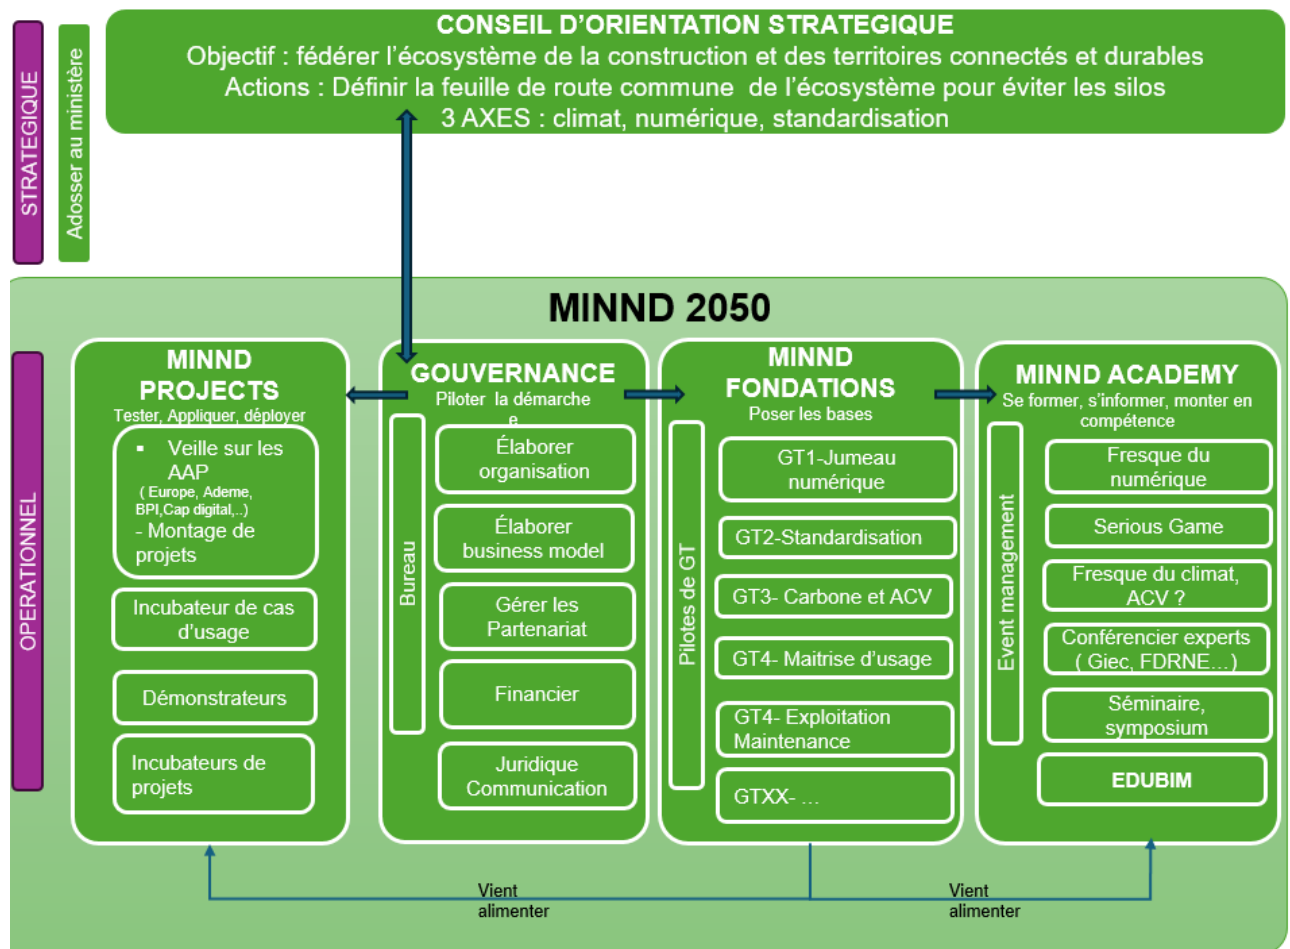 STRATEGIQUE
Adosser au ministère
CONSEIL D’ORIENTATION STRATEGIQUE
Objectif : fédérer l’écosystème de la construction et des territoires connectés et durables
Actions : Définir la feuille de route commune de l’écosystème pour éviter les silos
3 AXES : climat, numérique, standardisation
MINND 2050
OPERATIONNEL
MINND
PROJECTS
Tester, Appliquer, déployer
▪ Veille sur les
AAP
( Europe, Ademe,
BPI,Cap digital,..)
- Montage de
projets
Incubateur de cas
d’usage
Démonstrateurs
Incubateurs de
projets
GOUVERNANCE
Piloter la démarche
e
Bureau
Élaborer
organisation
Élaborer
business model
Gérer les
Partenariat
Financier
Juridique
Communication
MINND
FONDATIONS
Poser les bases
Pilotes de GT
GT1-Jumeau
numérique
GT2-Standardisation
GT3- Carbone et ACV
GT4- Maitrise d’usage
GT4- Exploitation
Maintenance
GTXX- …
MINND ACADEMY
Se former, s’informer, monter en
compétence
Event management
Fresque du
numérique
Serious Game
Fresque du climat,
ACV ?
Conférencier experts
( Giec, FDRNE…)
Séminaire,
symposium
EDUBIM
Vient
alimenter
Vient
alimenter